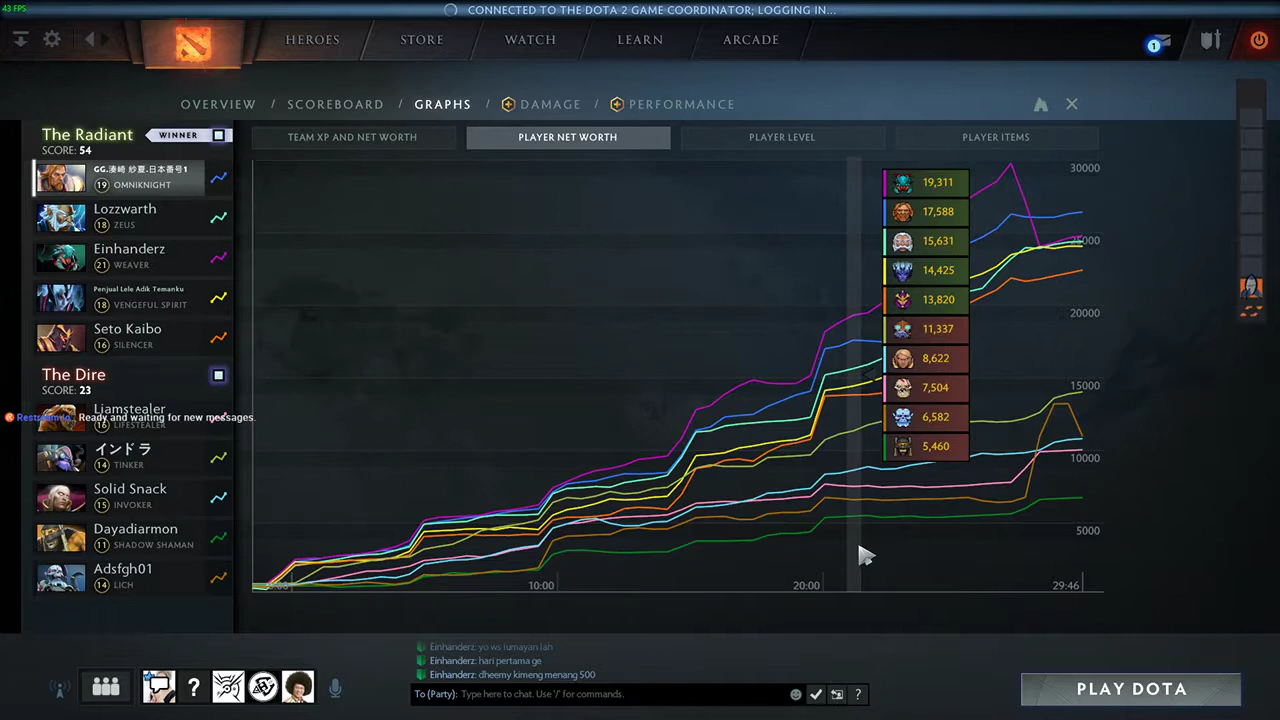 43 FPS
CONNECTED TO THE DOTA 2 GAME COORDINATOR; LOGGING IN...
HEROES
STORE
WATCH
LEARN
ARCADE
1
OVERVIEW / SCOREBOARD / GRAPHS / DAMAGE / PERFORMANCE
The Radiant
WINNER
SCORE: 54
TEAM XP AND NET WORTH
PLAYER NET WORTH
PLAYER LEVEL
PLAYER ITEMS
GG.湊崎 紗夏.日本番号1
19 OMNIKNIGHT
Lozzwarth
18 ZEUS
Einhanderz
21 WEAVER
Penjual Lele Adik Temanku
18 VENGEFUL SPIRIT
Seto Kaibo
16 SILENCER
The Dire
SCORE: 23
Liamstealer
16 LIFESTEALER
Ready and waiting for new messages.
インドラ
14 TINKER
Solid Snack
15 INVOKER
Dayadiarmon
11 SHADOW SHAMAN
Adsfgh01
14 LICH
19,311
17,588
15,631
14,425
13,820
11,337
8,622
7,504
6,582
5,460
30000
25000
20000
15000
10000
5000
10:00
20:00
29:46
Einhanderz: yo ws lumayan lah
Einhanderz: hari pertama ge
Einhanderz: dheemy kimeng menang 500
To (Party): Type here to chat. Use '/' for commands.
?
?
PLAY DOTA